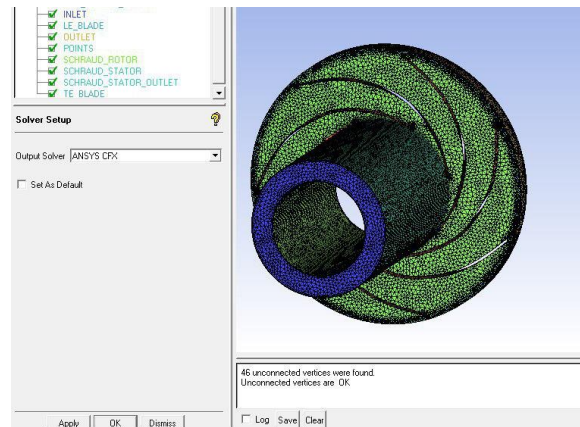 INLET
LE_BLADE
OUTLET
POINTS
SCHRAUD_ROTOR
SCHRAUD_STATOR
SCHRAUD_STATOR_OUTLET
TE_BLADE
Solver Setup
Output Solver ANSYS CFX
Set As Default
Apply OK Dismiss
46 unconnected vertices were found.
Unconnected vertices are OK
Log Save Clear